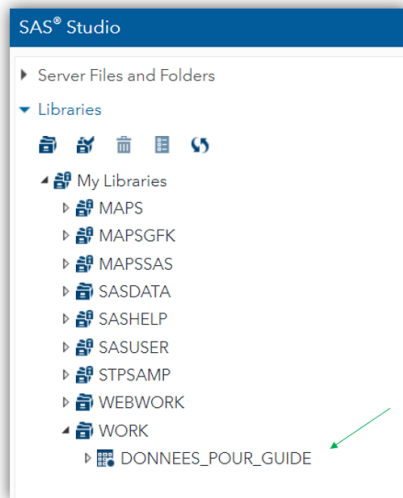 SAS® Studio
Server Files and Folders
Libraries
My Libraries
MAPS
MAPSGFK
MAPSSAS
SASDATA
SASHELP
SASUSER
STPSAMP
WEBWORK
WORK
DONNEES_POUR_GUIDE